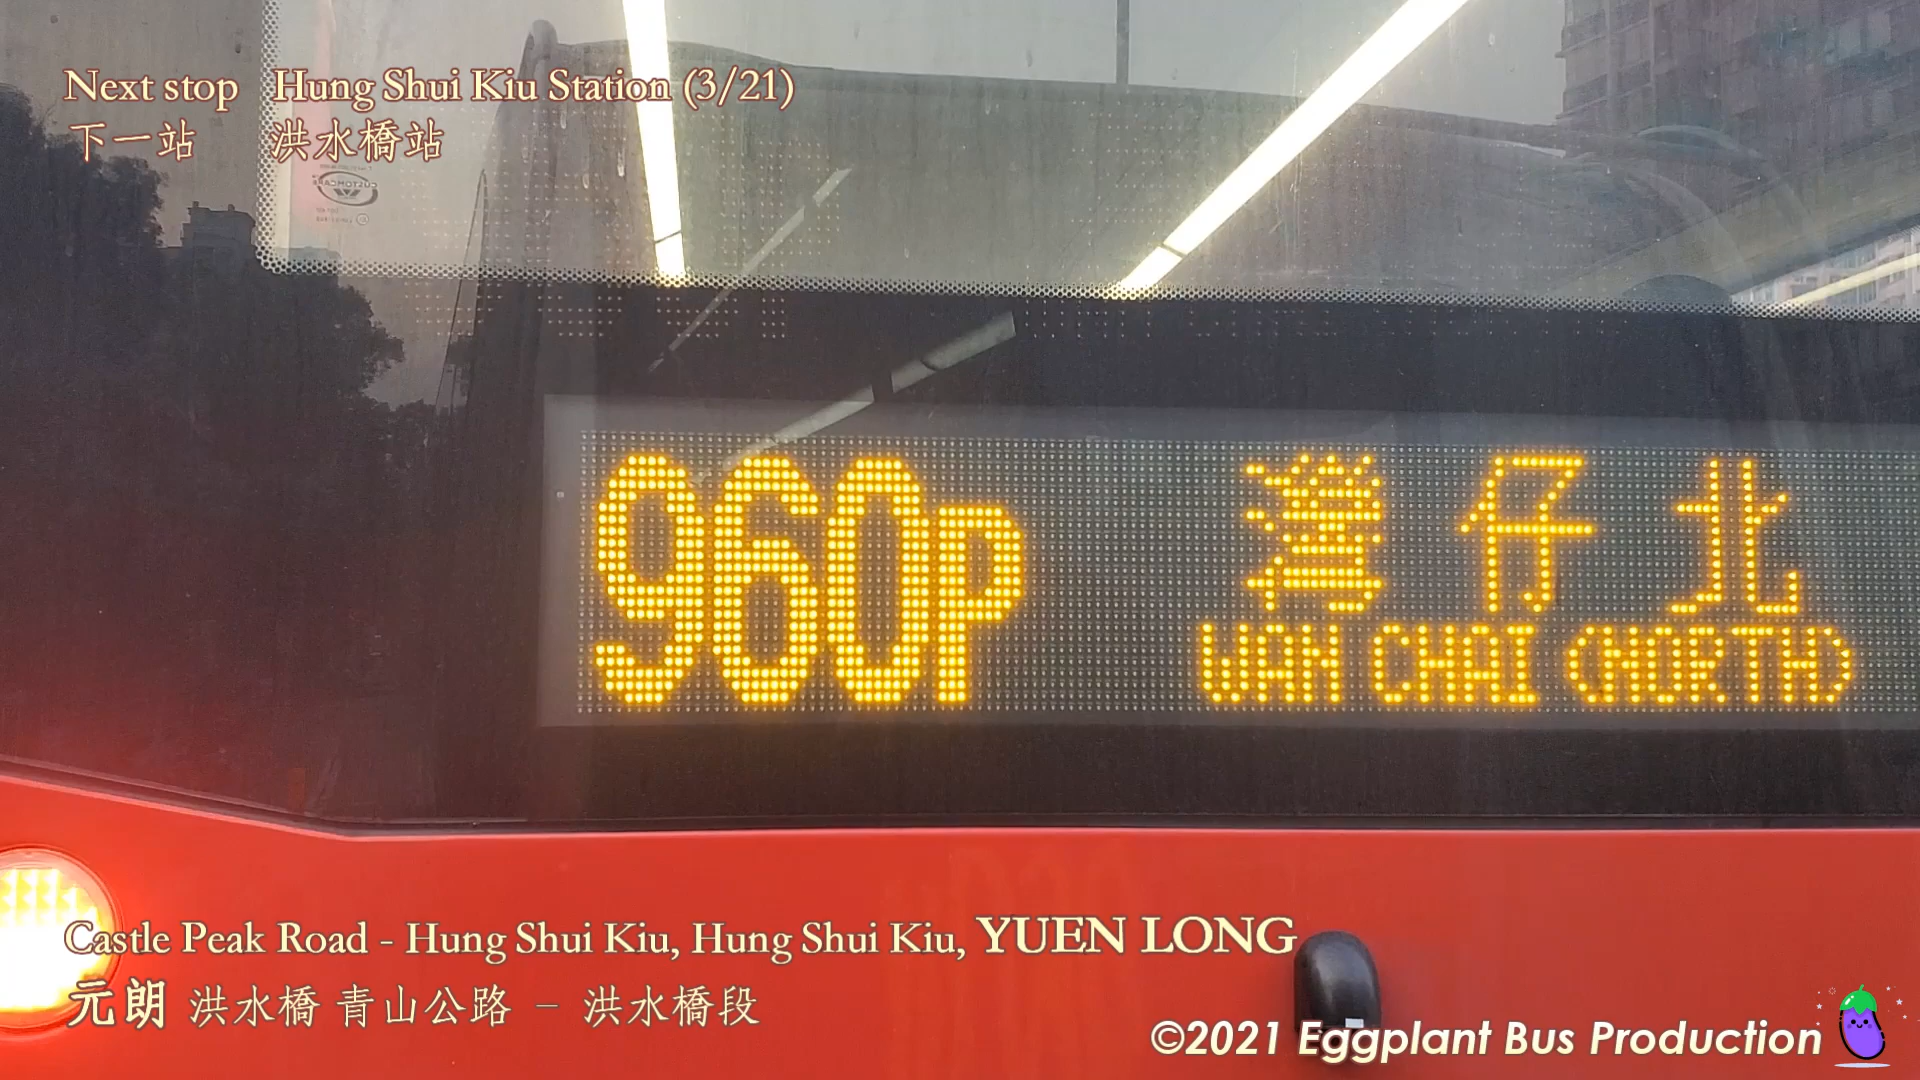 Next stop Hung Shui Kiu Station (3/21)
下一站 洪水橋站
960P 灣仔北
WAN CHAI (NORTH)
Castle Peak Road - Hung Shui Kiu, Hung Shui Kiu, YUEN LONG
元朗 洪水橋 青山公路 － 洪水橋段
©2021 Eggplant Bus Production